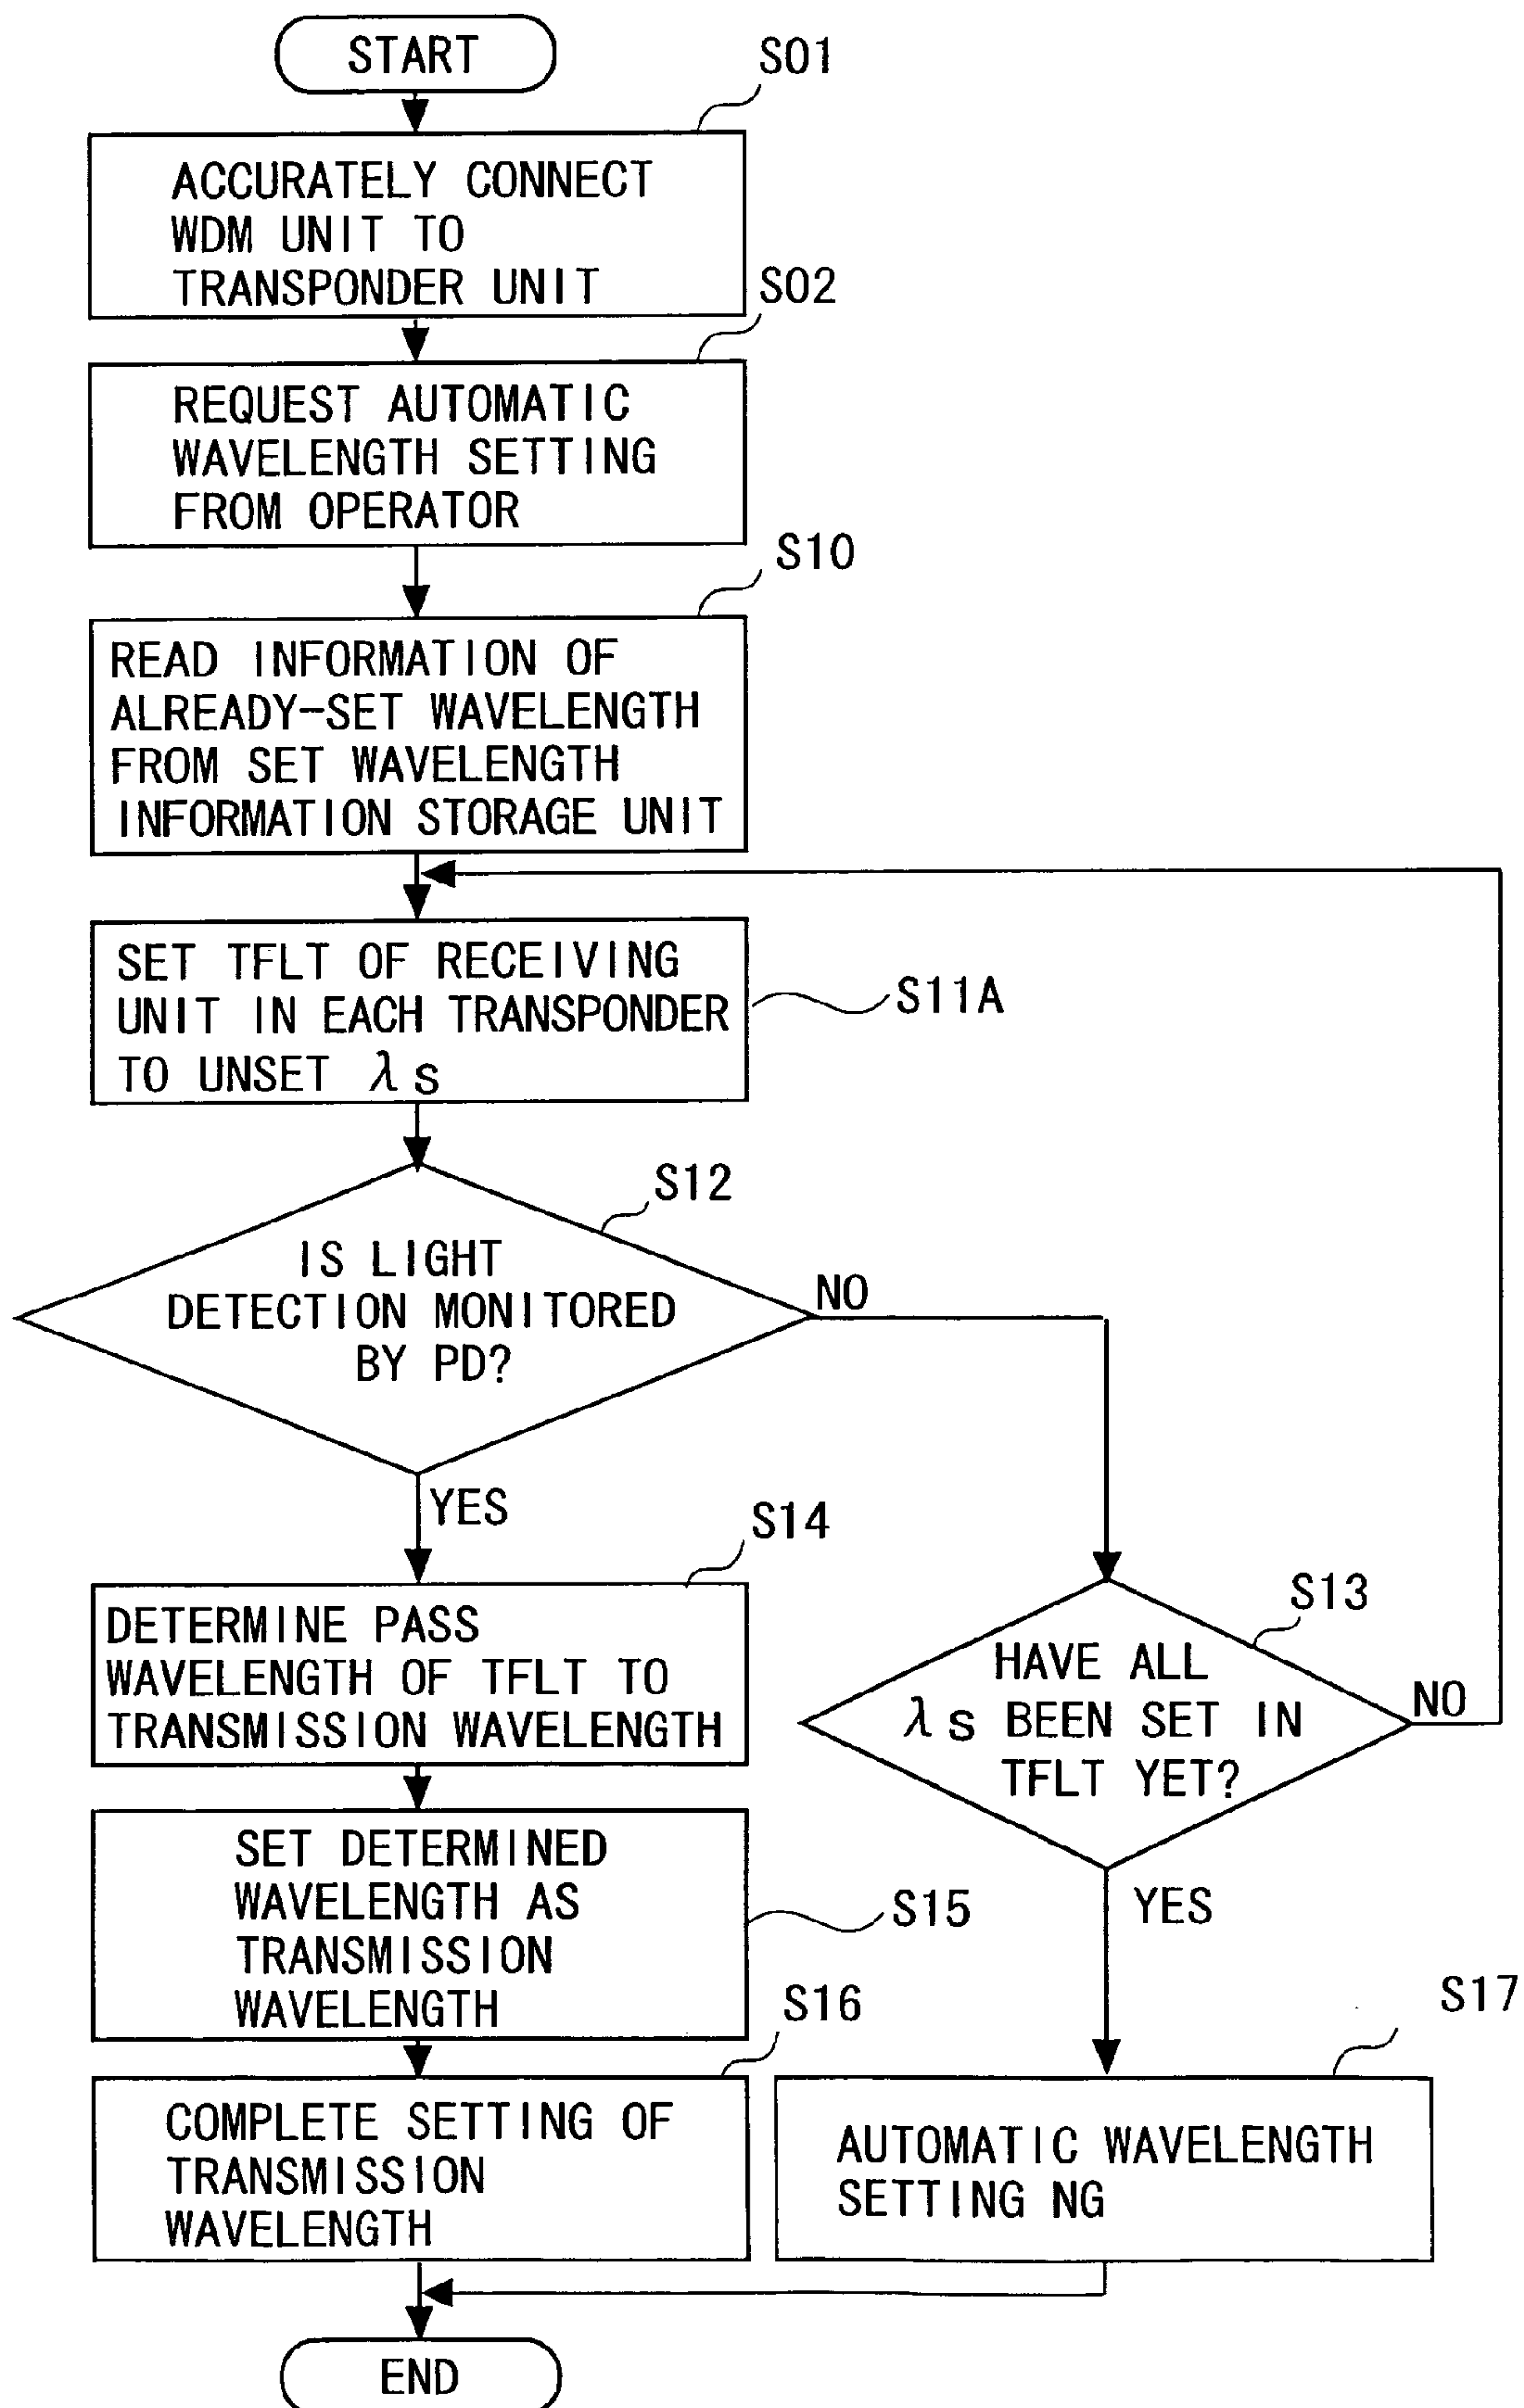 START
S01
ACCURATELY CONNECT
WDM UNIT TO
TRANSPONDER UNIT
S02
REQUEST AUTOMATIC
WAVELENGTH SETTING
FROM OPERATOR
S10
READ INFORMATION OF
ALREADY-SET WAVELENGTH
FROM SET WAVELENGTH
INFORMATION STORAGE UNIT
SET TFLT OF RECEIVING
UNIT IN EACH TRANSPONDER
TO UNSET λs
S11A
S12
IS LIGHT
DETECTION MONITORED
BY PD?
NO
YES
S14
DETERMINE PASS
WAVELENGTH OF TFLT TO
TRANSMISSION WAVELENGTH
S13
HAVE ALL
λs BEEN SET IN
TFLT YET?
NO
YES
SET DETERMINED
WAVELENGTH AS
TRANSMISSION
WAVELENGTH
S15
S16
COMPLETE SETTING OF
TRANSMISSION
WAVELENGTH
S17
AUTOMATIC WAVELENGTH
SETTING NG
END